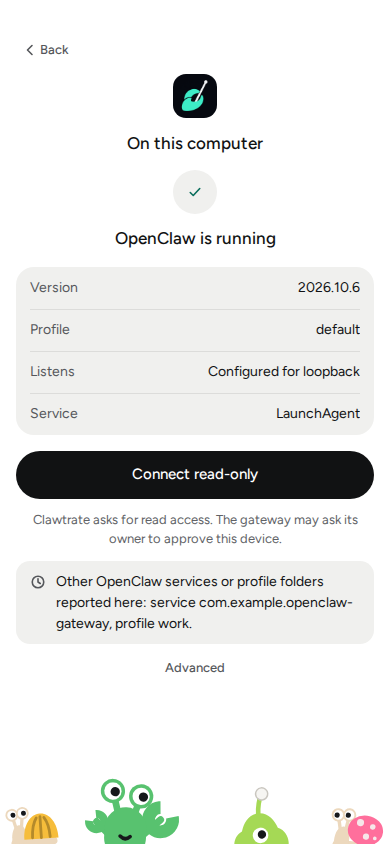 Back
On this computer
OpenClaw is running
Version 2026.10.6
Profile default
Listens Configured for loopback
Service LaunchAgent
Connect read-only
Clawtrate asks for read access. The gateway may ask its
owner to approve this device.
Other OpenClaw services or profile folders
reported here: service com.example.openclaw-
gateway, profile work.
Advanced